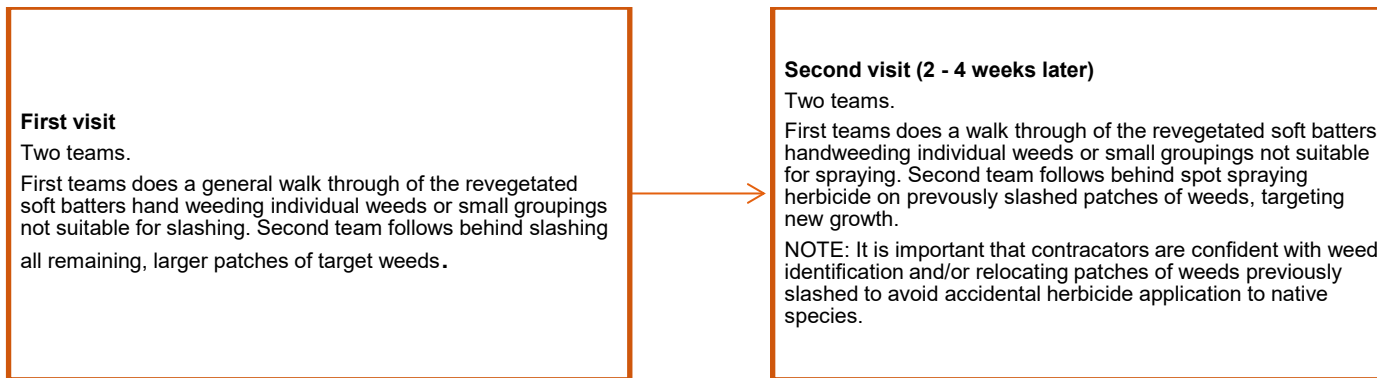 First visit
Two teams.
First teams does a general walk through of the revegetated
soft batters hand weeding individual weeds or small groupings
not suitable for slashing. Second team follows behind slashing
all remaining, larger patches of target weeds.
Second visit (2 - 4 weeks later)
Two teams.
First teams does a walk through of the revegetated soft batters
handweeding individual weeds or small groupings not suitable
for spraying. Second team follows behind spot spraying
herbicide on prevously slashed patches of weeds, targeting
new growth.
NOTE: It is important that contracators are confident with weed
identification and/or relocating patches of weeds previously
slashed to avoid accidental herbicide application to native
species.